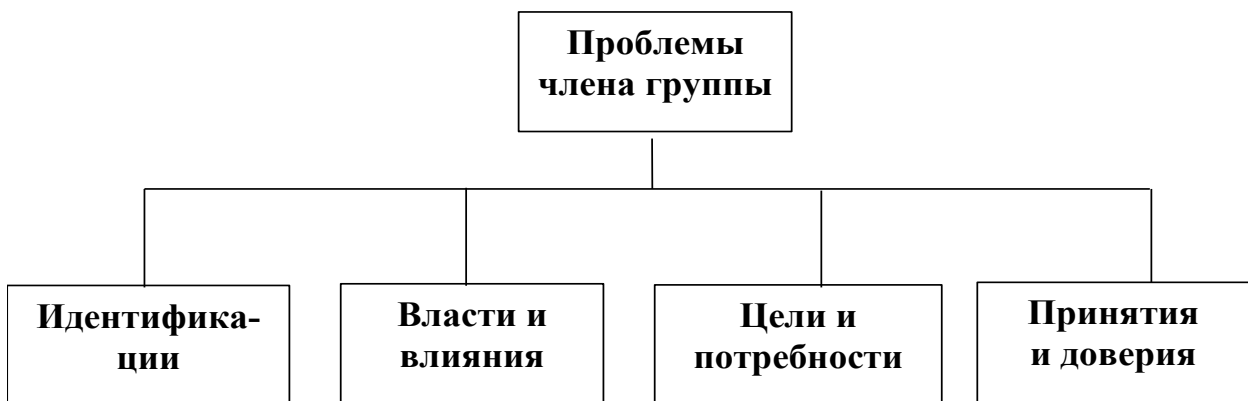 Проблемы
члена группы
Идентифика-
ции
Власти и
влияния
Цели и
потребности
Принятия
и доверия